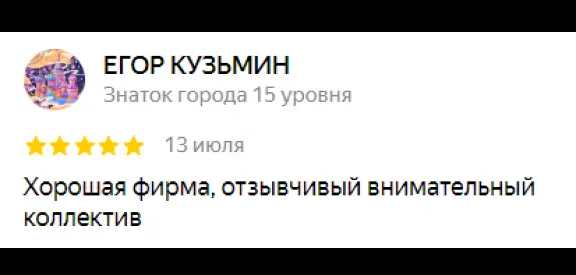 ЕГОР КУЗЬМИН
Знаток города 15 уровня
13 июля
Хорошая фирма, отзывчивый внимательный
коллектив